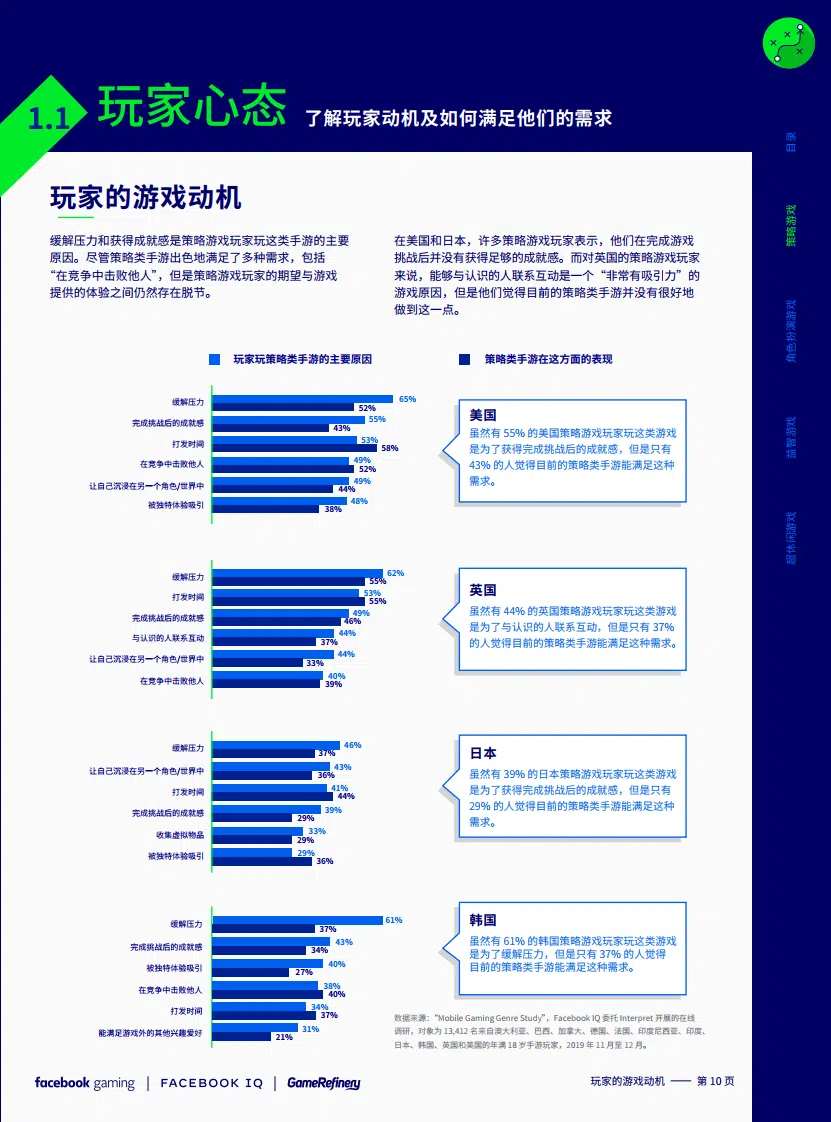 1.1
玩家心态
了解玩家动机及如何满足他们的需求
目录
策略游戏
角色扮演游戏
益智游戏
超休闲游戏
玩家的游戏动机
缓解压力和获得成就感是策略游戏玩家玩这类手游的主要
原因。尽管策略类手游出色地满足了多种需求，包括
“在竞争中击败他人”，但是策略游戏玩家的期望与游戏
提供的体验之间仍然存在脱节。
在美国和日本，许多策略游戏玩家表示，他们在完成游戏
挑战后并没有获得足够的成就感。而对英国的策略游戏玩家
来说，能够与认识的人联系互动是一个“非常有吸引力”的
游戏原因，但是他们觉得目前的策略类手游并没有很好地
做到这一点。
玩家玩策略类手游的主要原因
策略类手游在这方面的表现
缓解压力
65%
52%
完成挑战后的成就感
55%
43%
打发时间
53%
58%
在竞争中击败他人
49%
52%
让自己沉浸在另一个角色/世界中
49%
44%
被独特体验吸引
48%
38%
美国
虽然有 55% 的美国策略游戏玩家玩这类游戏
是为了获得完成挑战后的成就感，但是只有
43% 的人觉得目前的策略类手游能满足这种
需求。
缓解压力
62%
55%
打发时间
53%
55%
完成挑战后的成就感
49%
46%
与认识的人联系互动
44%
37%
让自己沉浸在另一个角色/世界中
44%
33%
在竞争中击败他人
40%
39%
英国
虽然有 44% 的英国策略游戏玩家玩这类游戏
是为了与认识的人联系互动，但是只有 37%
的人觉得目前的策略类手游能满足这种需求。
缓解压力
46%
37%
让自己沉浸在另一个角色/世界中
43%
36%
打发时间
41%
44%
完成挑战后的成就感
39%
29%
收集虚拟物品
33%
29%
被独特体验吸引
29%
36%
日本
虽然有 39% 的日本策略游戏玩家玩这类游戏
是为了获得完成挑战后的成就感，但是只有
29% 的人觉得目前的策略类手游能满足这种
需求。
缓解压力
61%
37%
完成挑战后的成就感
43%
34%
被独特体验吸引
40%
27%
在竞争中击败他人
38%
40%
打发时间
34%
37%
能满足游戏外的其他兴趣爱好
31%
21%
韩国
虽然有 61% 的韩国策略游戏玩家玩这类游戏
是为了缓解压力，但是只有 37% 的人觉得
目前的策略类手游能满足这种需求。
数据来源：“Mobile Gaming Genre Study”，Facebook IQ 委托 Interpret 开展的在线
调研，对象为 13,412 名来自澳大利亚、巴西、加拿大、德国、法国、印度尼西亚、印度、
日本、韩国、英国和美国的年满 18 岁手游玩家，2019 年 11 月至 12 月。
facebook gaming | FACEBOOK IQ | GameRefinery
玩家的游戏动机 —— 第 10 页